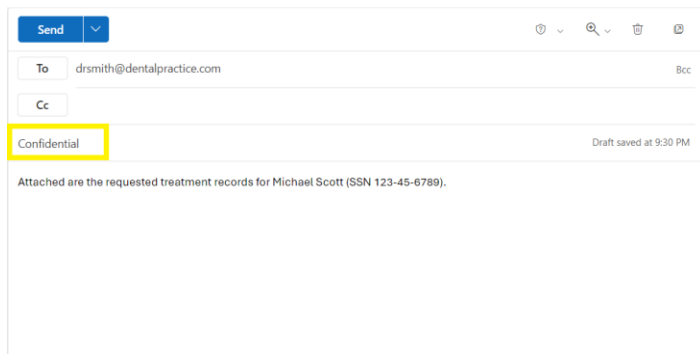 Send
To drsmith@dentalpractice.com Bcc
Cc
Confidential Draft saved at 9:30 PM
Attached are the requested treatment records for Michael Scott (SSN 123-45-6789).